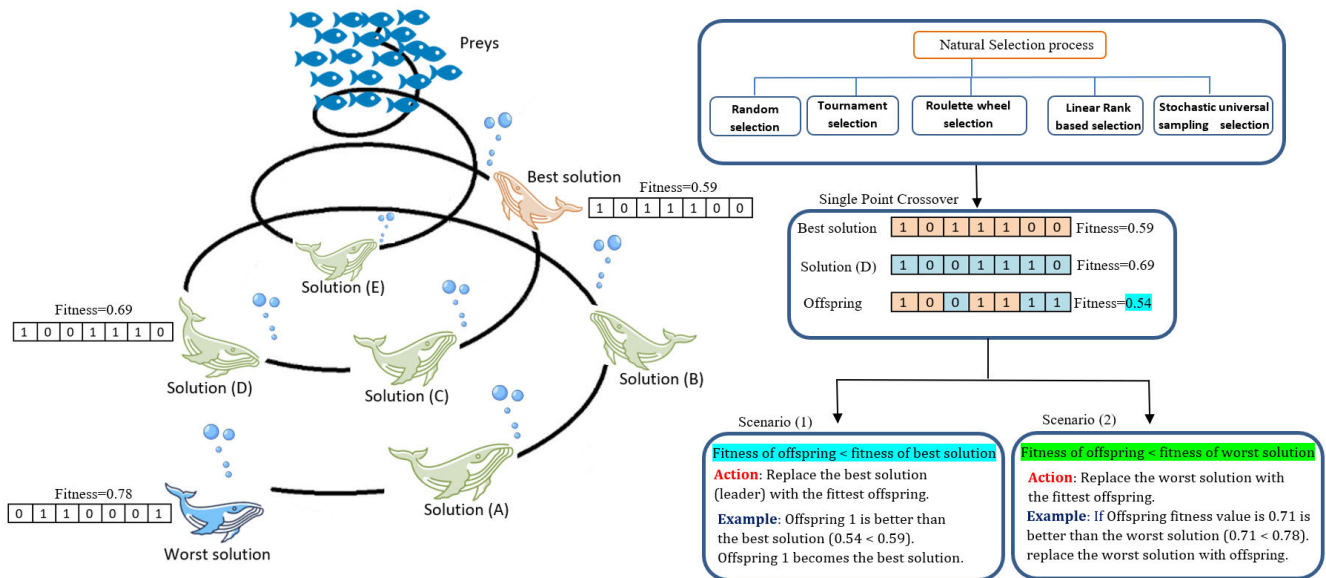 Preys
Best solution
Fitness=0.59
1 0 1 1 1 0 0
Solution (E)
Fitness=0.69
1 0 0 1 1 1 0
Solution (D)
Solution (C)
Solution (B)
Fitness=0.78
0 1 1 0 0 0 1
Worst solution
Solution (A)
Natural Selection process
Random
selection
Tournament
selection
Roulette wheel
selection
Linear Rank
based selection
Stochastic universal
sampling selection
Single Point Crossover
Best solution 1 0 1 1 1 0 0 Fitness=0.59
Solution (D) 1 0 0 1 1 1 0 Fitness=0.69
Offspring 1 0 0 1 1 1 1 Fitness=0.54
Scenario (1)
Fitness of offspring < fitness of best solution
Action: Replace the best solution
(leader) with the fittest offspring.
Example: Offspring 1 is better than
the best solution (0.54 < 0.59).
Offspring 1 becomes the best solution.
Scenario (2)
Fitness of offspring < fitness of worst solution
Action: Replace the worst solution with
the fittest offspring.
Example: If Offspring fitness value is 0.71 is
better than the worst solution (0.71 < 0.78).
replace the worst solution with offspring.